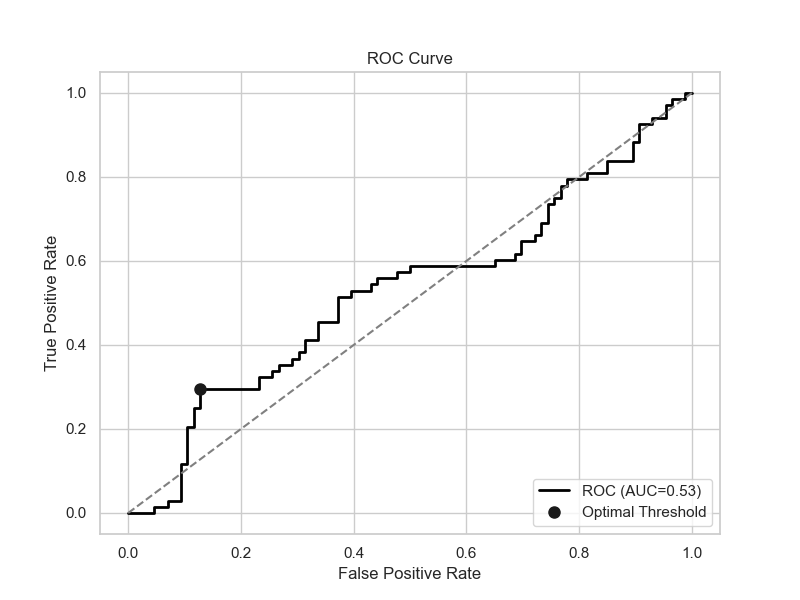 ROC Curve
1.0
0.8
0.6
0.4
0.2
0.0
True Positive Rate
0.0 0.2 0.4 0.6 0.8 1.0
False Positive Rate
ROC (AUC=0.53)
Optimal Threshold